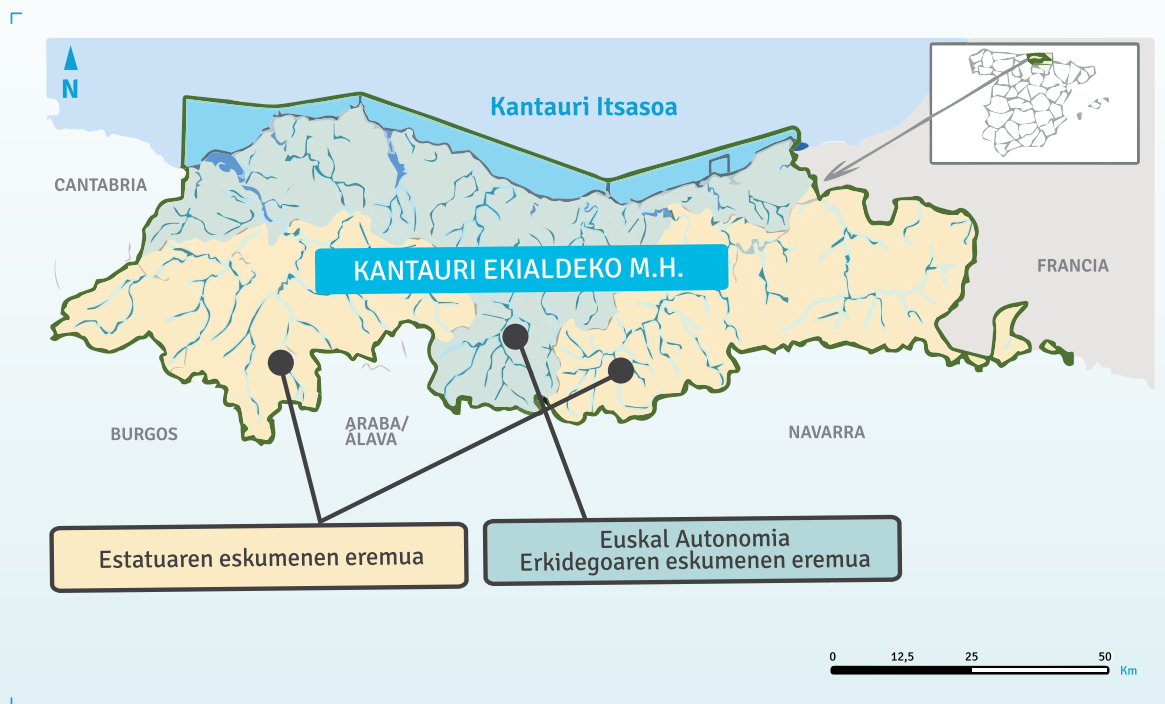 N
Kantauri Itsasoa
CANTABRIA
KANTAURI EKIALDEKO M.H.
FRANCIA
BURGOS
ARABA/
ÁLAVA
NAVARRA
Estatuaren eskumenen eremua
Euskal Autonomia
Erkidegoaren eskumenen eremua
0 12,5 25 50
Km